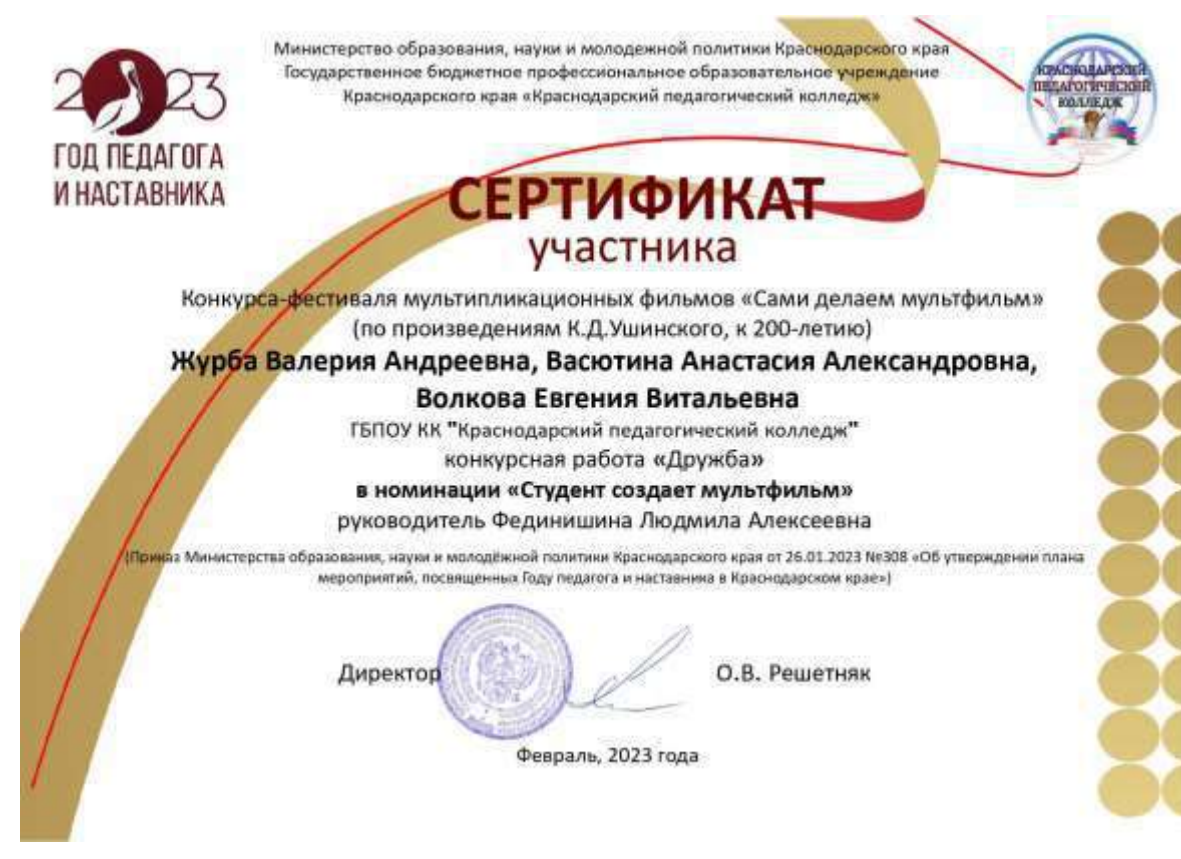 Министерство образования, науки и молодежной политики Краснодарского края
Государственное бюджетное профессиональное образовательное учреждение
Краснодарского края «Краснодарский педагогический колледж»
2023
ГОД ПЕДАГОГА
И НАСТАВНИКА
КРАСНОДАРСКИЙ
ПЕДАГОГИЧЕСКИЙ
КОЛЛЕДЖ
СЕРТИФИКАТ
участника
Конкурса-фестиваля мультипликационных фильмов «Сами делаем мультфильм»
(по произведениям К.Д.Ушинского, к 200-летию)
Журба Валерия Андреевна, Васютина Анастасия Александровна,
Волкова Евгения Витальевна
ГБПОУ КК "Краснодарский педагогический колледж"
конкурсная работа «Дружба»
в номинации «Студент создает мультфильм»
руководитель Фединишина Людмила Алексеевна
(Приказ Министерства образования, науки и молодёжной политики Краснодарского края от 26.01.2023 №308 «Об утверждении плана
мероприятий, посвященных Году педагога и наставника в Краснодарском крае»)
Директор О.В. Решетняк
Февраль, 2023 года